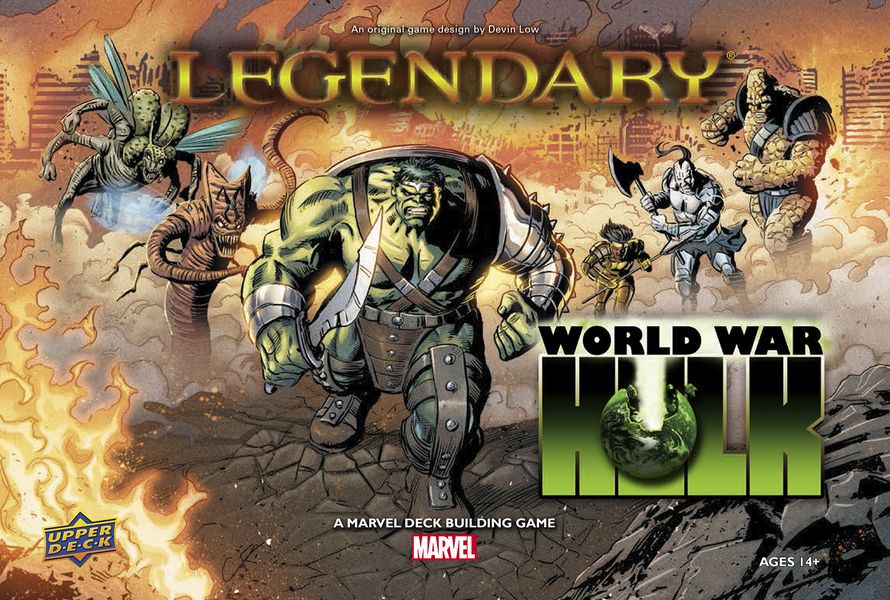 An original game design by Devin Low
LEGENDARY®
WORLD WAR
HULK
UPPER
D·E·C·K®
A MARVEL DECK BUILDING GAME
MARVEL
AGES 14+